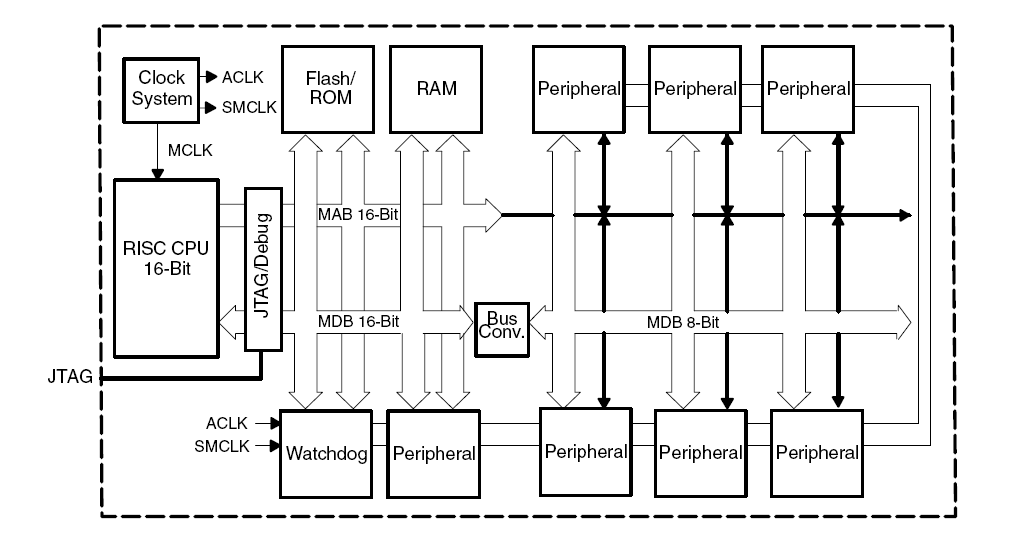 Clock
System
ACLK
SMCLK
MCLK
Flash/
ROM
RAM
Peripheral
Peripheral
Peripheral
RISC CPU
16-Bit
JTAG/Debug
MAB 16-Bit
MDB 16-Bit
Bus
Conv.
MDB 8-Bit
JTAG
ACLK
SMCLK
Watchdog
Peripheral
Peripheral
Peripheral
Peripheral